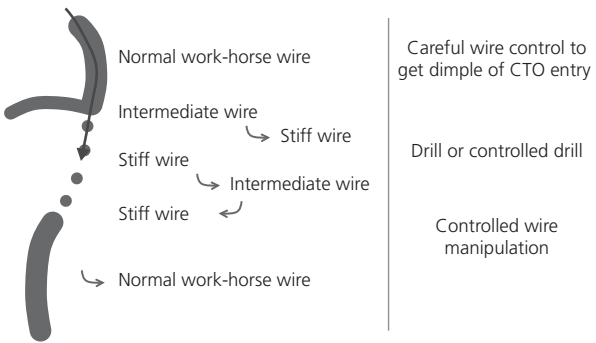 Normal work-horse wire
Intermediate wire
Stiff wire
Stiff wire
Intermediate wire
Stiff wire
Normal work-horse wire
Careful wire control to
get dimple of CTO entry
Drill or controlled drill
Controlled wire
manipulation